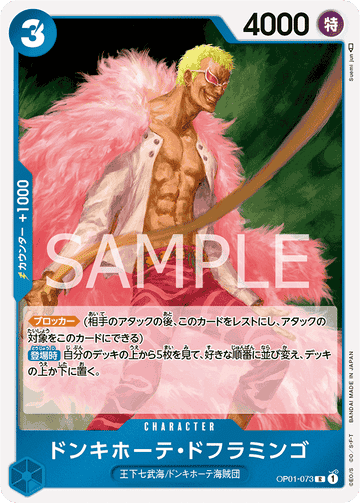 3
4000
特
Suemi Jun
カウンター +1000
SAMPLE
ブロッカー (相手のアタックの後、このカードをレストにし、アタックの
対象をこのカードにできる)
登場時 自分のデッキの上から5枚を見て、好きな順番に並び変え、デッキ
の上か下に置く。
CHARACTER
ドンキホーテ・ドフラミンゴ
王下七武海/ドンキホーテ海賊団
OP01-073 R 1
BANDAI MADE IN JAPAN